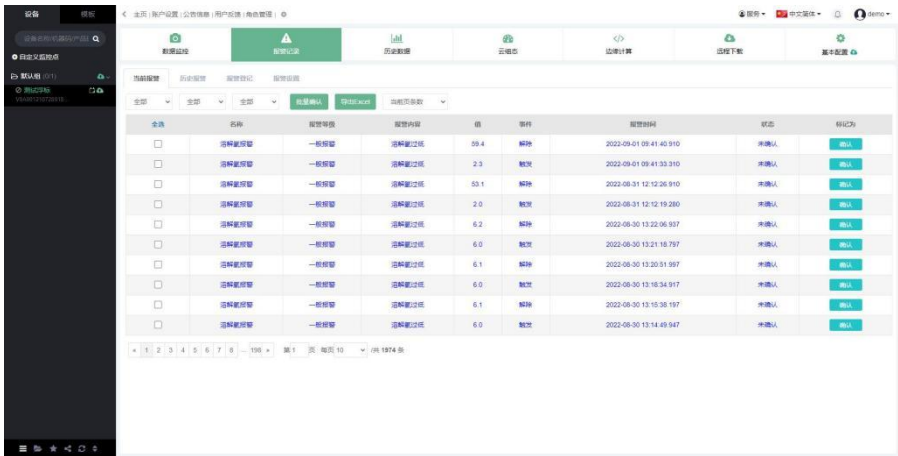 设备 模板
主页 | 账户设置 | 公告信息 | 用户反馈 | 角色管理 |
服务 中文简体 demo
自定义监控点
默认组 (0/1)
测试浮标
数据监控 报警记录 历史数据 云组态 边缘计算 远程下载 基本配置
当前报警 历史报警 报警登记
全部 全部 全部 批量确认 导出Excel 当前页条数
全选 名称 报警等级 报警内容 值 事件 报警时间 状态 标记为
溶解氧报警 一般报警 溶解氧过低 59.4 解除 2022-09-01 09:41:40.910 未确认 确认
溶解氧报警 一般报警 溶解氧过低 2.3 触发 2022-09-01 09:41:33.310 未确认 确认
溶解氧报警 一般报警 溶解氧过低 53.1 解除 2022-08-31 12:12:26.910 未确认 确认
溶解氧报警 一般报警 溶解氧过低 2.0 触发 2022-08-31 12:12:19.280 未确认 确认
溶解氧报警 一般报警 溶解氧过低 6.2 解除 2022-08-30 13:22:06.937 未确认 确认
溶解氧报警 一般报警 溶解氧过低 6.0 触发 2022-08-30 13:21:18.797 未确认 确认
溶解氧报警 一般报警 溶解氧过低 6.1 解除 2022-08-30 13:20:51.997 未确认 确认
溶解氧报警 一般报警 溶解氧过低 6.0 触发 2022-08-30 13:18:34.917 未确认 确认
溶解氧报警 一般报警 溶解氧过低 6.1 解除 2022-08-30 13:15:38.197 未确认 确认
溶解氧报警 一般报警 溶解氧过低 6.0 触发 2022-08-30 13:14:49.947 未确认 确认
« 1 2 3 4 5 6 7 8 ... 198 » 第 1 页 每页 10 /共 1974 条